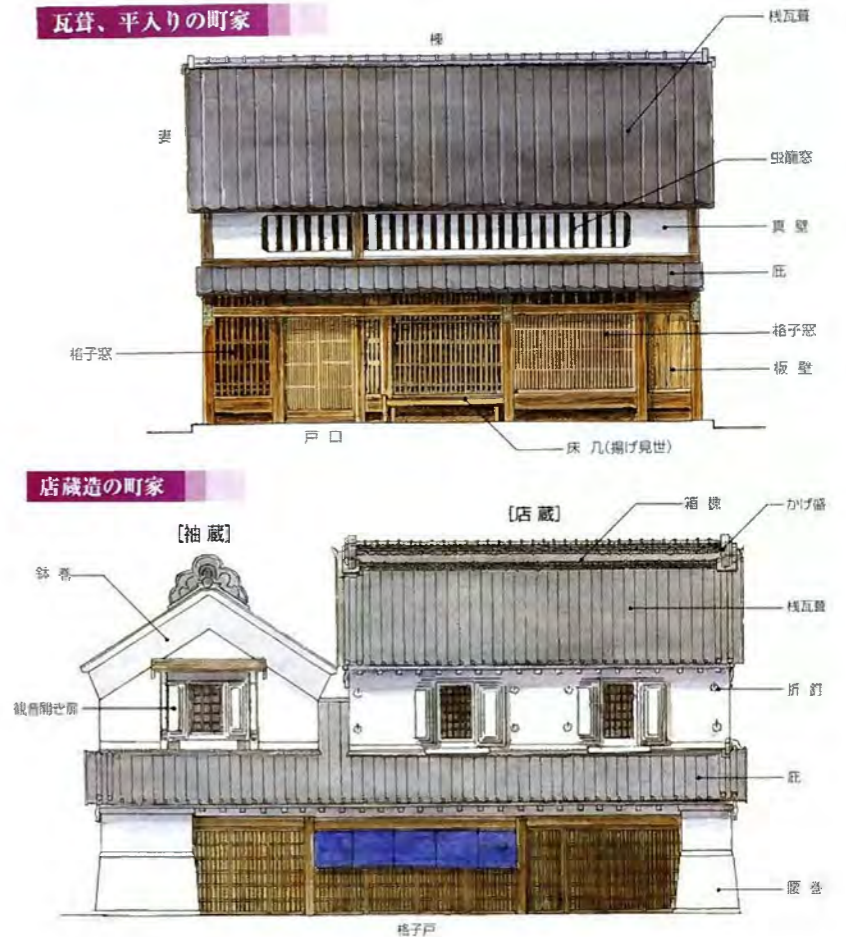 瓦葺、平入りの町家
棟
桟瓦葺
妻
虫籠窓
真 壁
庇
格子窓
格子窓
板 壁
戸 口
床 几(揚げ見世)
店蔵造の町家
[袖 蔵]
[店 蔵]
箱 棟
かげ盛
鉢 巻
桟瓦葺
観音開き扉
折 釘
庇
腰 巻
格子戸